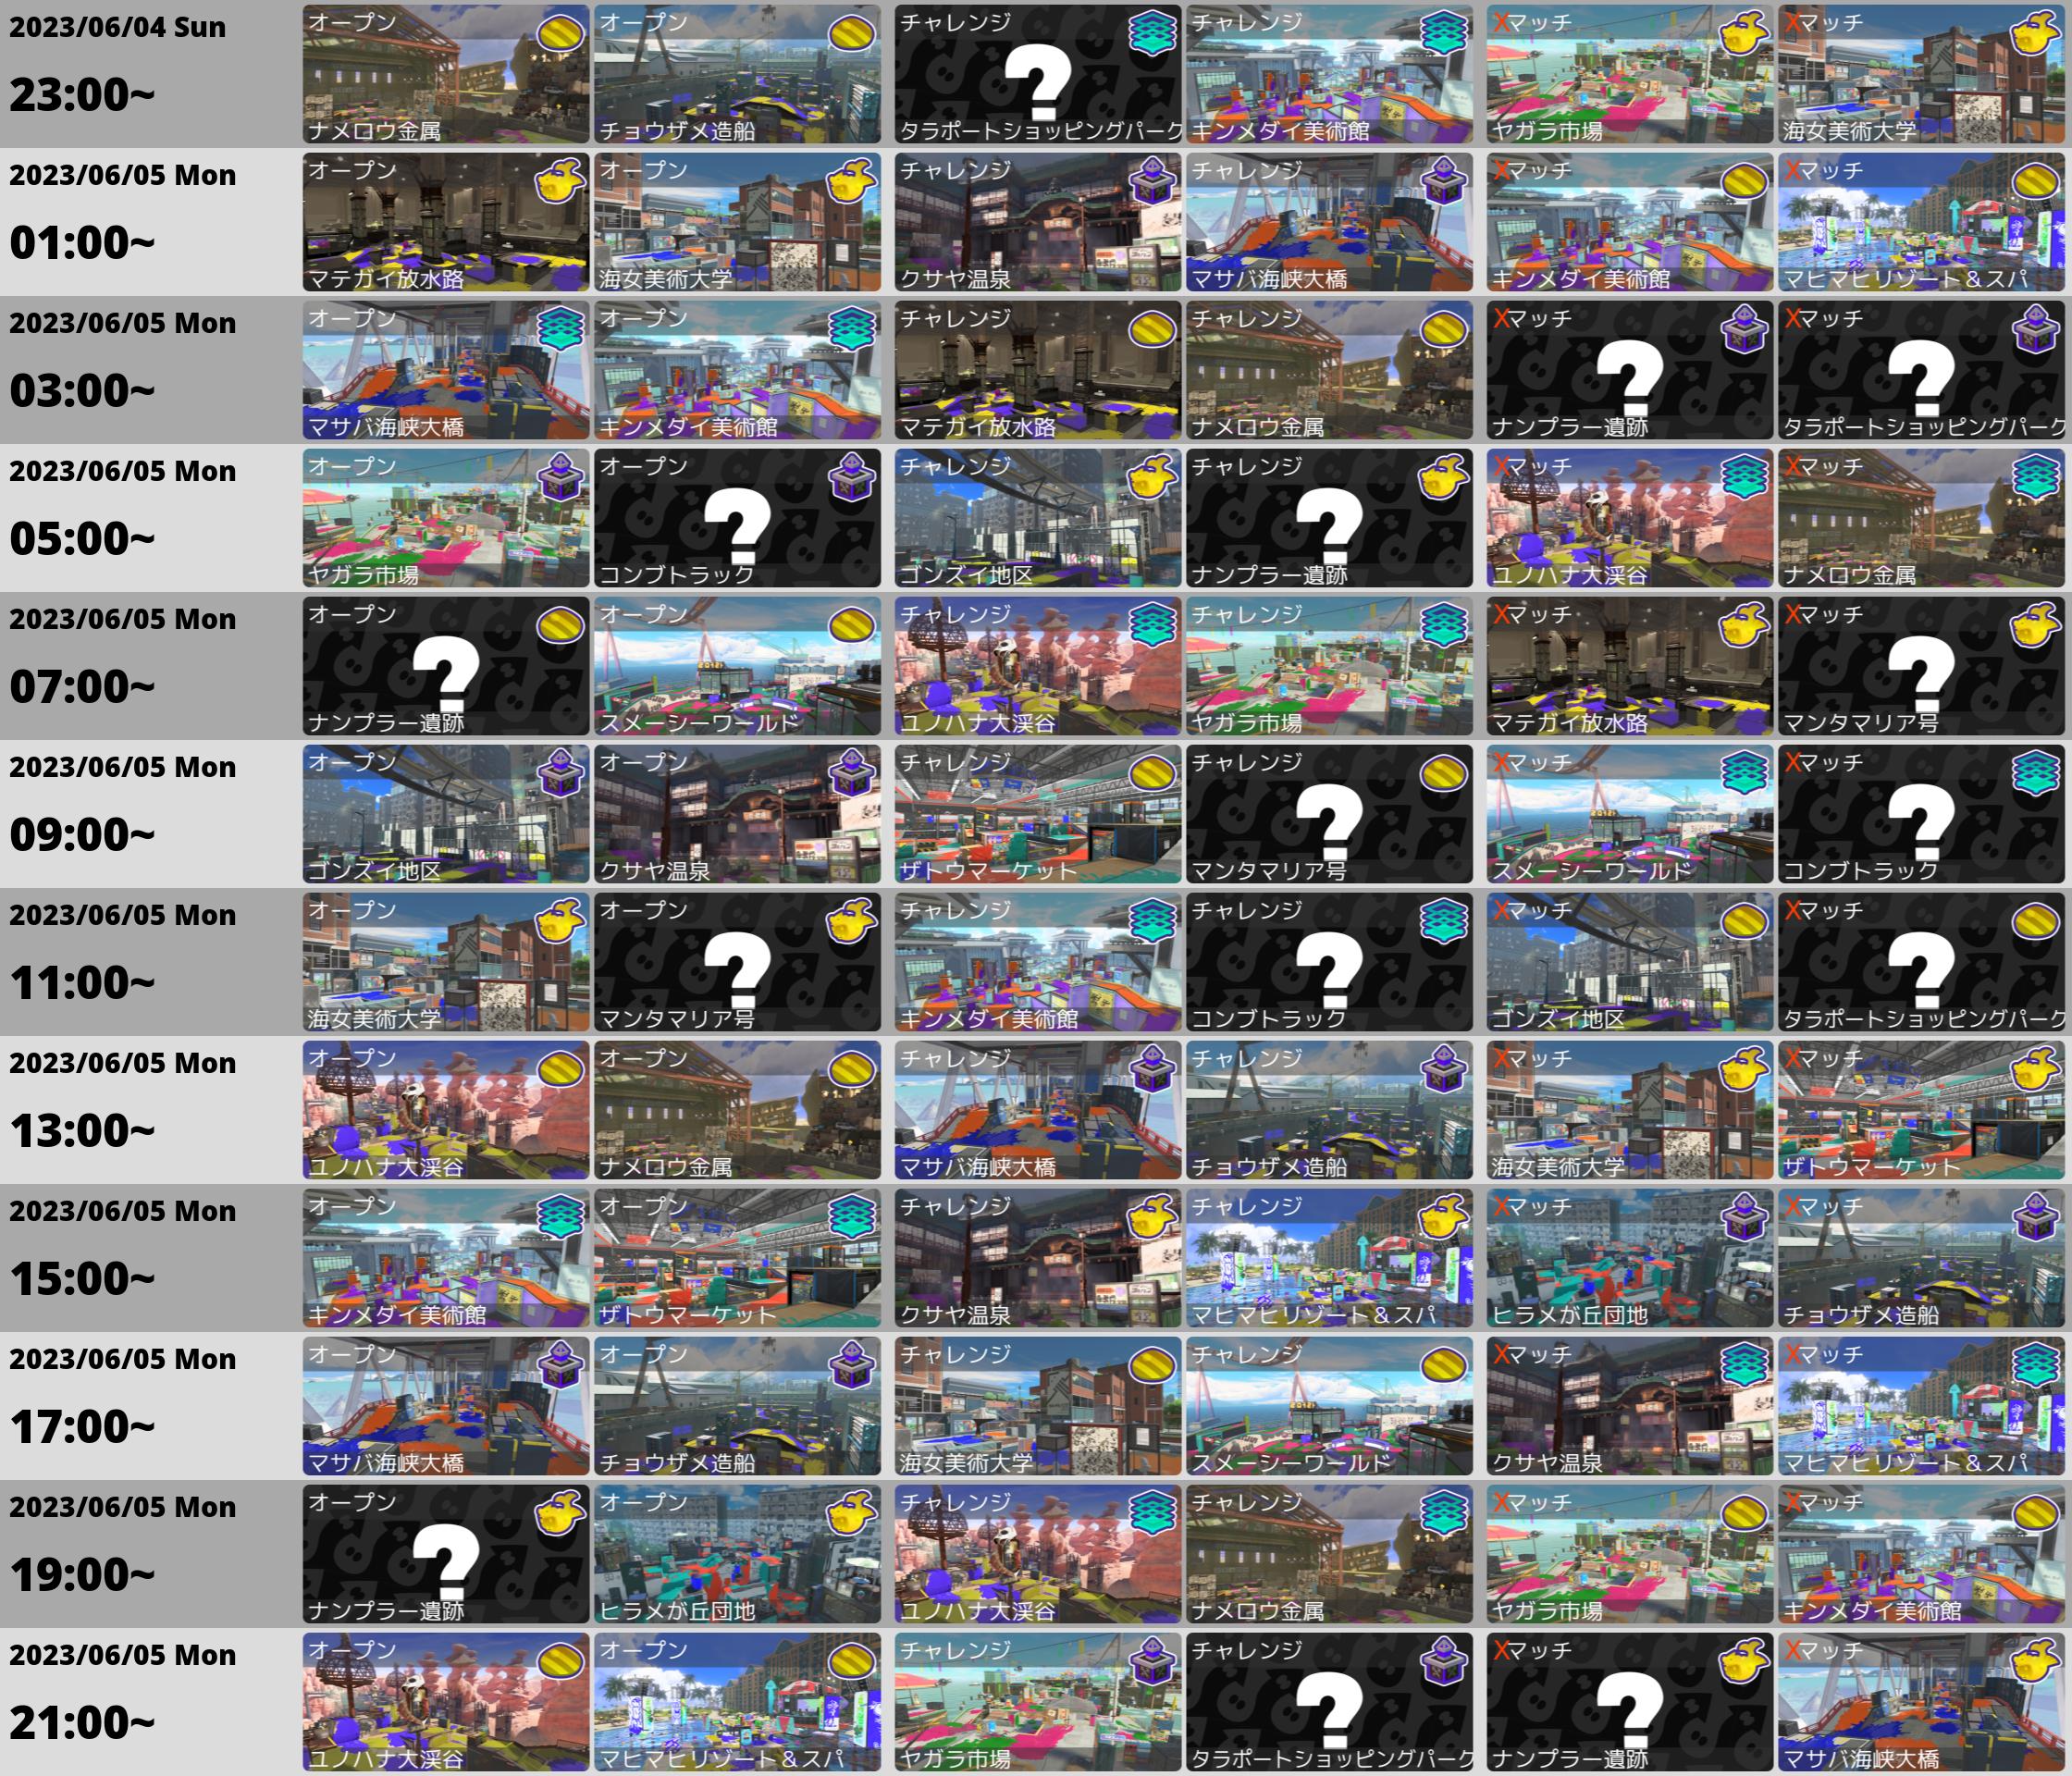 2023/06/04 Sun
23:00~
オープン
ナメロウ金属
オープン
チョウザメ造船
チャレンジ
タラポートショッピングパーク
チャレンジ
キンメダイ美術館
Xマッチ
ヤガラ市場
Xマッチ
海女美術大学
2023/06/05 Mon
01:00~
オープン
マテガイ放水路
オープン
海女美術大学
チャレンジ
クサヤ温泉
チャレンジ
マサバ海峡大橋
Xマッチ
キンメダイ美術館
Xマッチ
マヒマヒリゾート&スパ
2023/06/05 Mon
03:00~
オープン
マサバ海峡大橋
オープン
キンメダイ美術館
チャレンジ
マテガイ放水路
チャレンジ
ナメロウ金属
Xマッチ
ナンプラー遺跡
Xマッチ
タラポートショッピングパーク
2023/06/05 Mon
05:00~
オープン
ヤガラ市場
オープン
コンブトラック
チャレンジ
ゴンズイ地区
チャレンジ
ナンプラー遺跡
Xマッチ
ユノハナ大渓谷
Xマッチ
ナメロウ金属
2023/06/05 Mon
07:00~
オープン
ナンプラー遺跡
オープン
スメーシーワールド
チャレンジ
ユノハナ大渓谷
チャレンジ
ヤガラ市場
Xマッチ
マテガイ放水路
Xマッチ
マンタマリア号
2023/06/05 Mon
09:00~
オープン
ゴンズイ地区
オープン
クサヤ温泉
チャレンジ
ザトウマーケット
チャレンジ
マンタマリア号
Xマッチ
スメーシーワールド
Xマッチ
コンブトラック
2023/06/05 Mon
11:00~
オープン
海女美術大学
オープン
マンタマリア号
チャレンジ
キンメダイ美術館
チャレンジ
コンブトラック
Xマッチ
ゴンズイ地区
Xマッチ
タラポートショッピングパーク
2023/06/05 Mon
13:00~
オープン
ユノハナ大渓谷
オープン
ナメロウ金属
チャレンジ
マサバ海峡大橋
チャレンジ
チョウザメ造船
Xマッチ
海女美術大学
Xマッチ
ザトウマーケット
2023/06/05 Mon
15:00~
オープン
キンメダイ美術館
オープン
ザトウマーケット
チャレンジ
クサヤ温泉
チャレンジ
マヒマヒリゾート&スパ
Xマッチ
ヒラメが丘団地
Xマッチ
チョウザメ造船
2023/06/05 Mon
17:00~
オープン
マサバ海峡大橋
オープン
チョウザメ造船
チャレンジ
海女美術大学
チャレンジ
スメーシーワールド
Xマッチ
クサヤ温泉
Xマッチ
マヒマヒリゾート&スパ
2023/06/05 Mon
19:00~
オープン
ナンプラー遺跡
オープン
ヒラメが丘団地
チャレンジ
ユノハナ大渓谷
チャレンジ
ナメロウ金属
Xマッチ
ヤガラ市場
Xマッチ
キンメダイ美術館
2023/06/05 Mon
21:00~
オープン
ユノハナ大渓谷
オープン
マヒマヒリゾート&スパ
チャレンジ
ヤガラ市場
チャレンジ
タラポートショッピングパーク
Xマッチ
ナンプラー遺跡
Xマッチ
マサバ海峡大橋